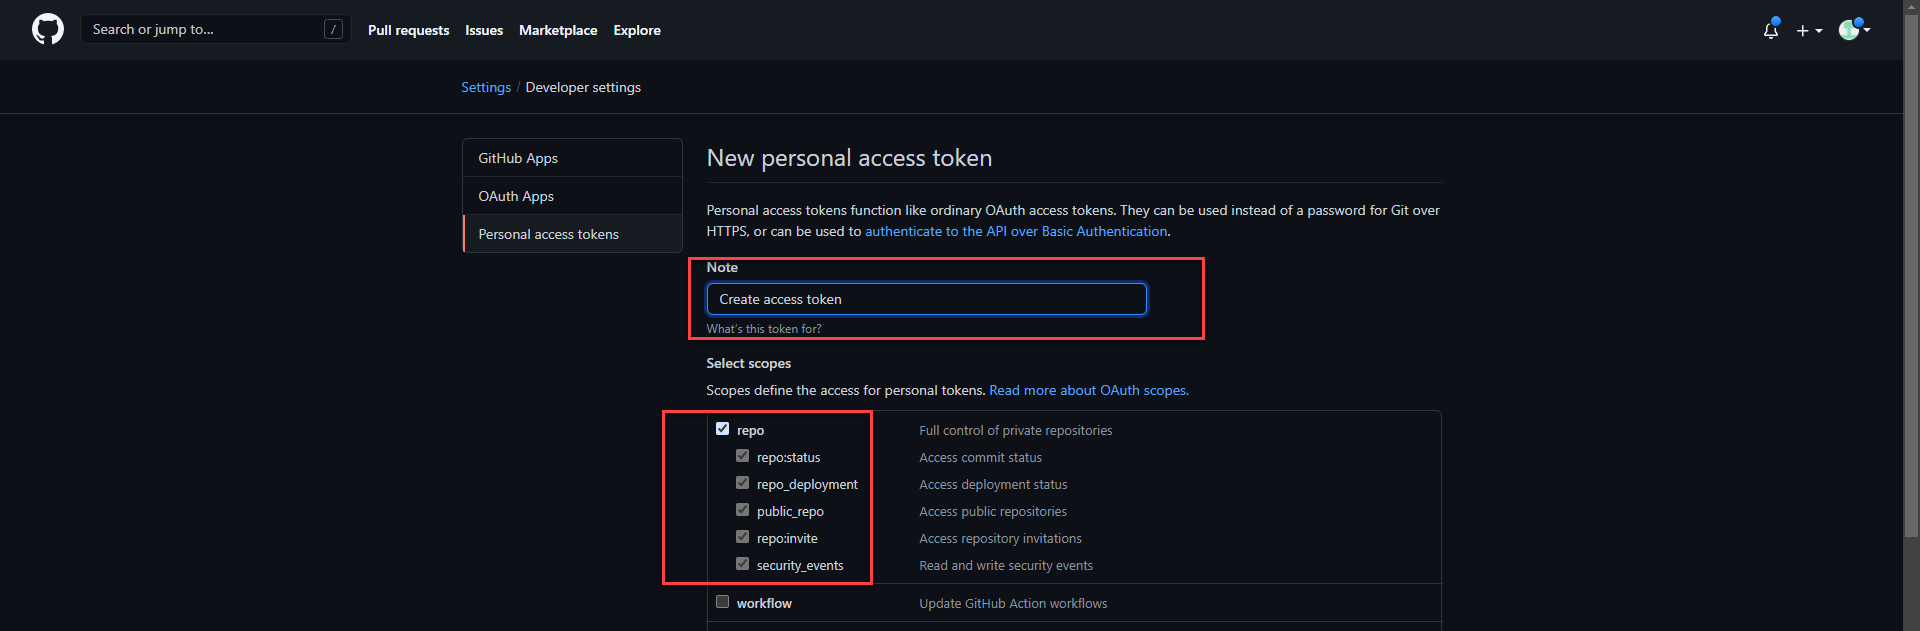 Search or jump to... /
Pull requests Issues Marketplace Explore
Settings / Developer settings
GitHub Apps
OAuth Apps
Personal access tokens
New personal access token
Personal access tokens function like ordinary OAuth access tokens. They can be used instead of a password for Git over
HTTPS, or can be used to authenticate to the API over Basic Authentication.
Note
Create access token
What's this token for?
Select scopes
Scopes define the access for personal tokens. Read more about OAuth scopes.
repo Full control of private repositories
repo:status Access commit status
repo_deployment Access deployment status
public_repo Access public repositories
repo:invite Access repository invitations
security_events Read and write security events
workflow Update GitHub Action workflows